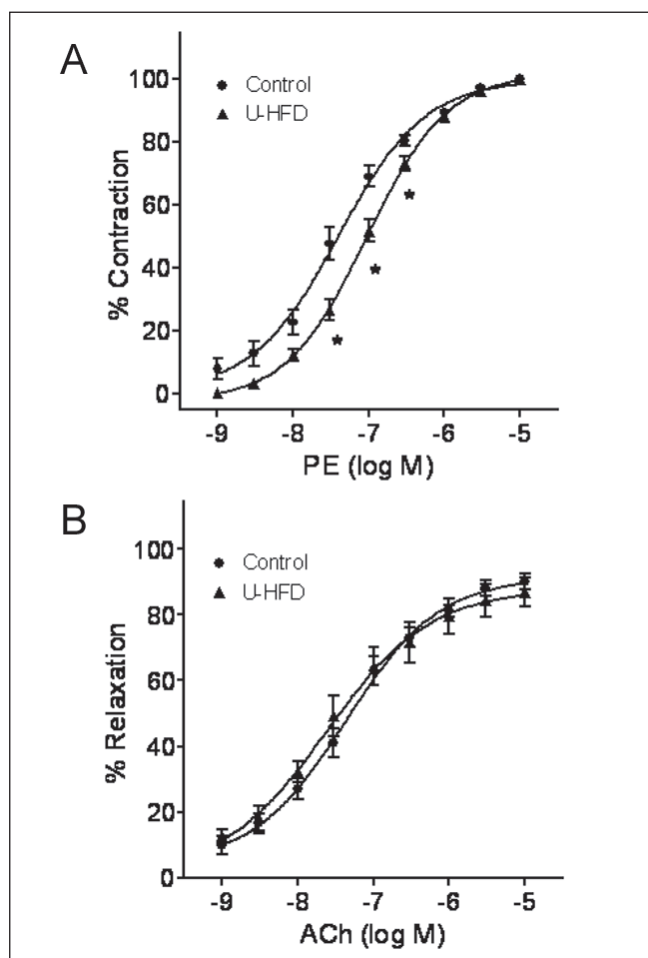 A
Control
U-HFD
100
80
60
40
20
0
% Contraction
*
*
*
-9 -8 -7 -6 -5
PE (log M)
B
Control
U-HFD
100
80
60
40
20
0
% Relaxation
-9 -8 -7 -6 -5
ACh (log M)